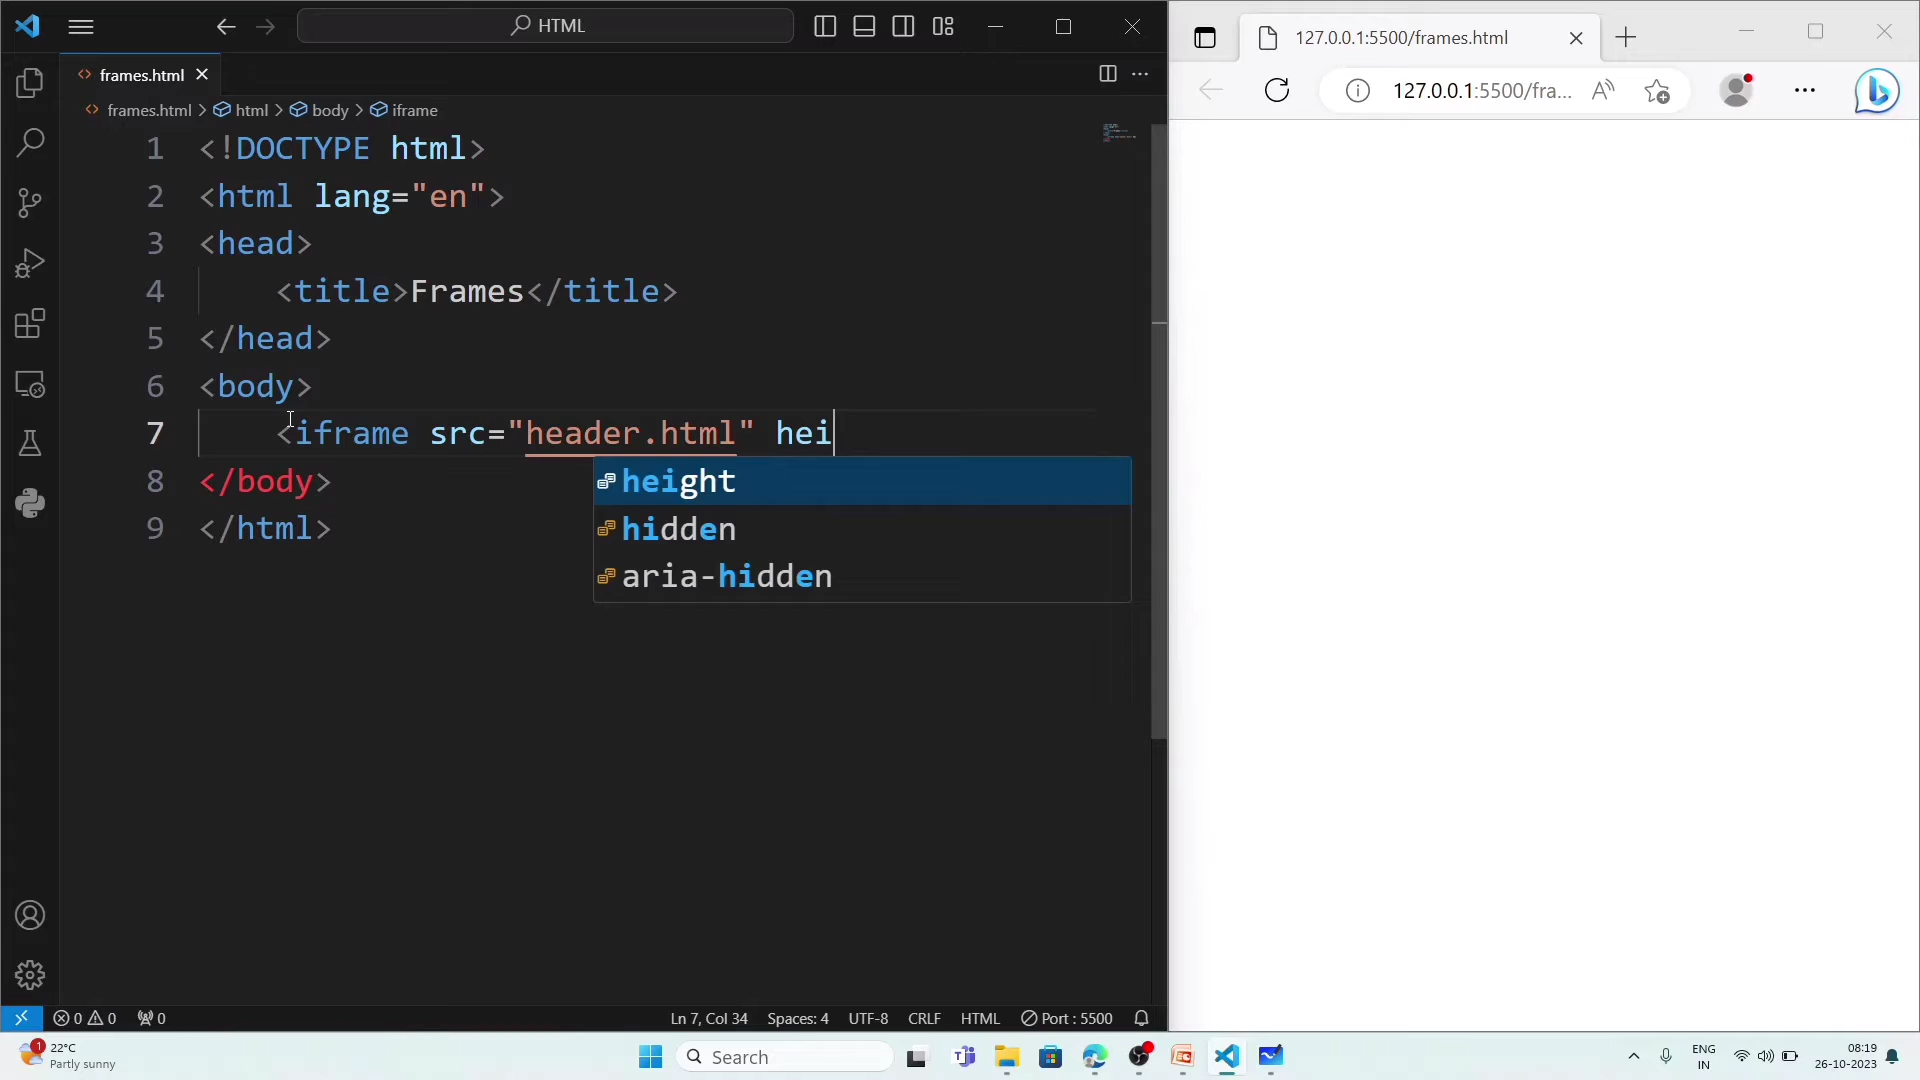 HTML
frames.html
frames.html > html > body > iframe
1 <!DOCTYPE html>
2 <html lang="en">
3 <head>
4 <title>Frames</title>
5 </head>
6 <body>
7 <iframe src="header.html" hei
8 </body>
9 </html>
height
hidden
aria-hidden
0 0 0
Ln 7, Col 34 Spaces: 4 UTF-8 CRLF HTML Port : 5500
127.0.0.1:5500/frames.html
127.0.0.1:5500/fra...
1 22°C
Partly sunny
Search
ENG
IN
08:19
26-10-2023